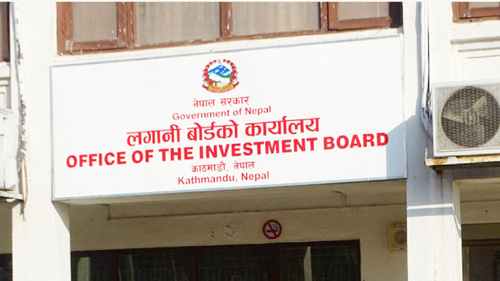 नेपाल सरकार
Government of Nepal
लगानी बोर्डको कार्यालय
OFFICE OF THE INVESTMENT BOARD
काठमाडौं, नेपाल
Kathmandu, Nepal